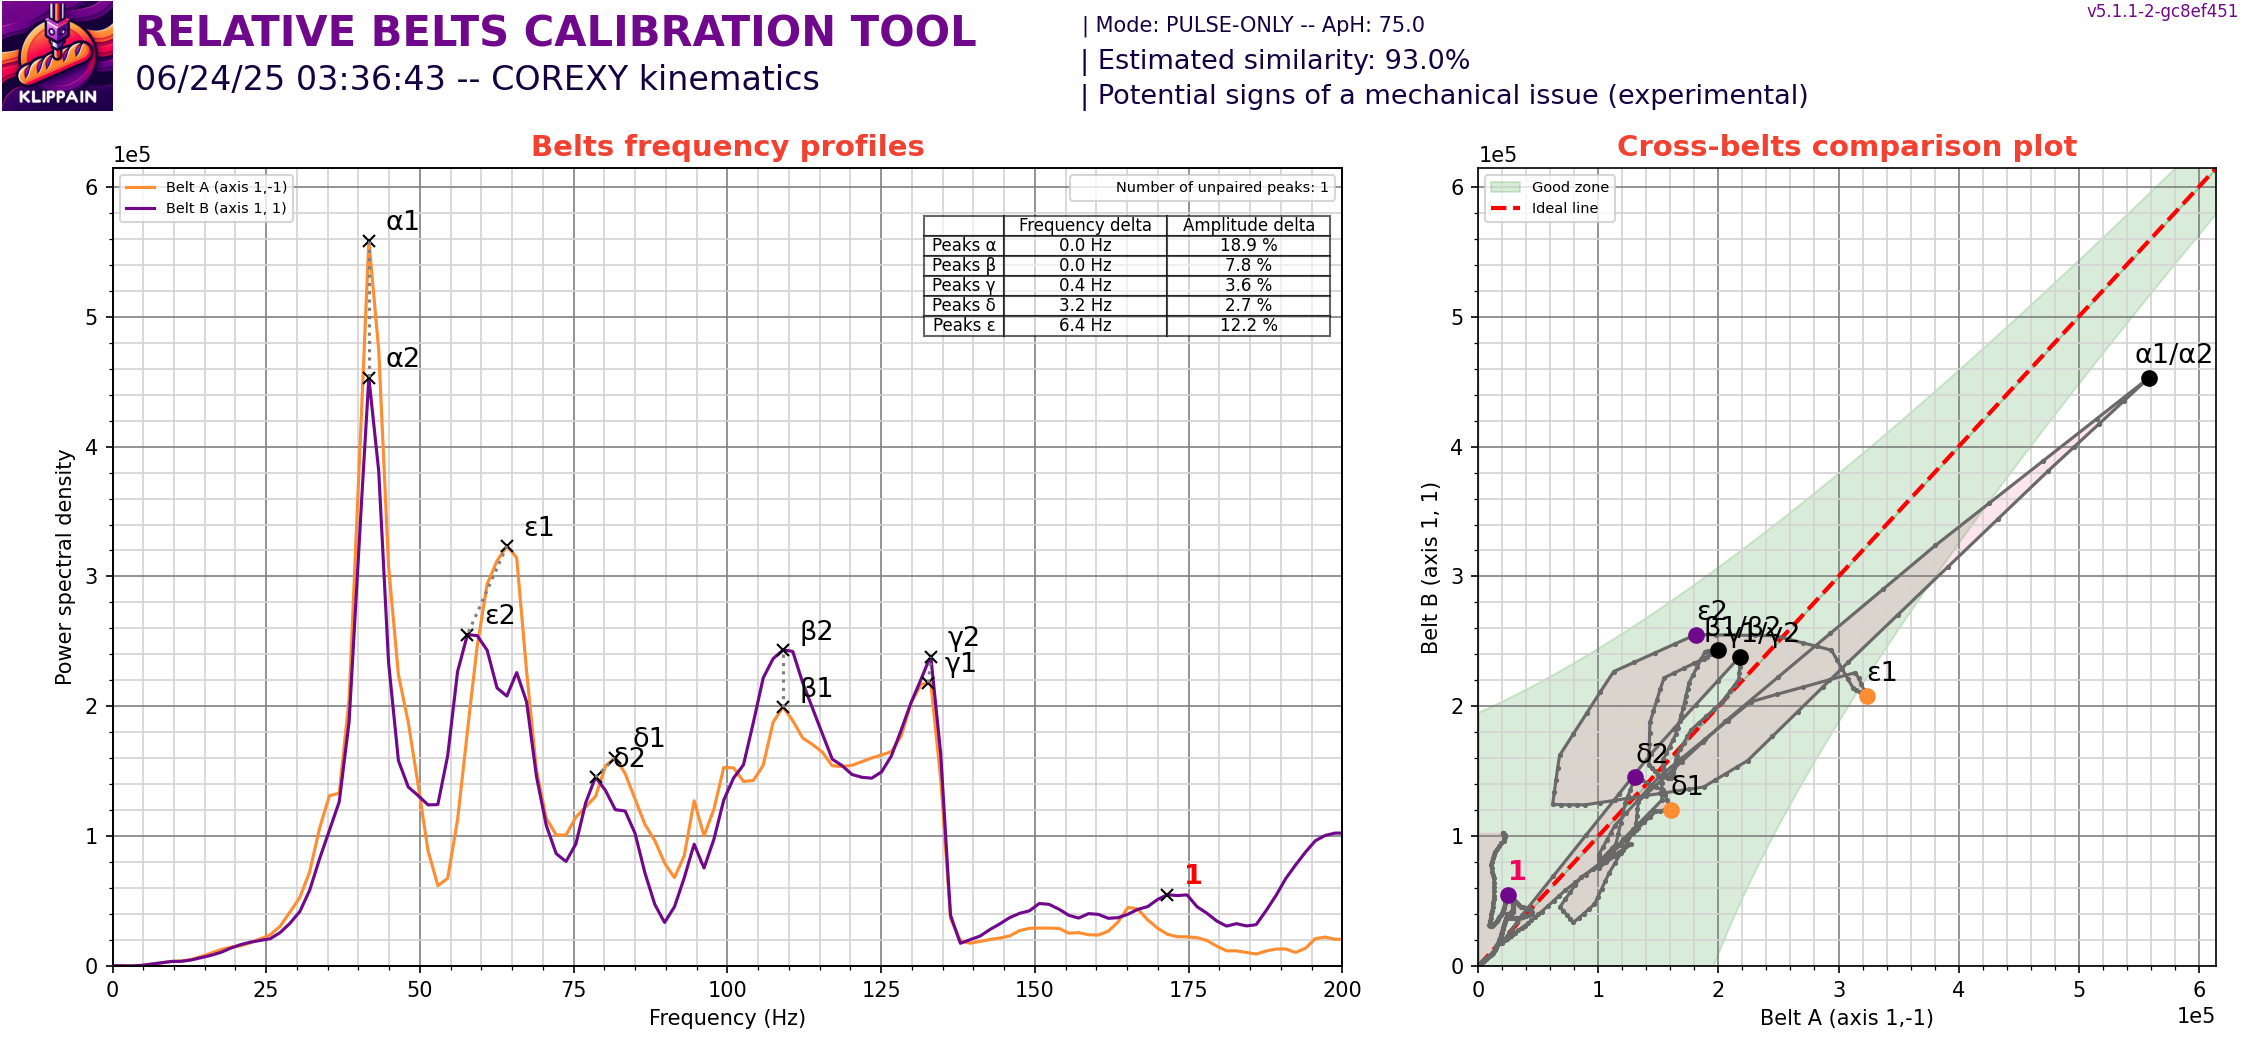 KLIPPAIN
RELATIVE BELTS CALIBRATION TOOL
06/24/25 03:36:43 -- COREXY kinematics
| Mode: PULSE-ONLY -- ApH: 75.0
| Estimated similarity: 93.0%
| Potential signs of a mechanical issue (experimental)
v5.1.1-2-gc8ef451
Belts frequency profiles
1e5
Belt A (axis 1,-1)
Belt B (axis 1, 1)
Number of unpaired peaks: 1
Frequency delta Amplitude delta
Peaks α 0.0 Hz 18.9 %
Peaks β 0.0 Hz 7.8 %
Peaks γ 0.4 Hz 3.6 %
Peaks δ 3.2 Hz 2.7 %
Peaks ε 6.4 Hz 12.2 %
α1
α2
ε1
ε2
δ1
δ2
β2
β1
γ2
γ1
1
6
5
4
3
2
1
0
Power spectral density
0 25 50 75 100 125 150 175 200
Frequency (Hz)
Cross-belts comparison plot
1e5
Good zone
Ideal line
α1/α2
ε2
β1/β2
γ1/γ2
ε1
δ2
δ1
1
6
5
4
3
2
1
0
Belt B (axis 1, 1)
0 1 2 3 4 5 6
Belt A (axis 1,-1)
1e5